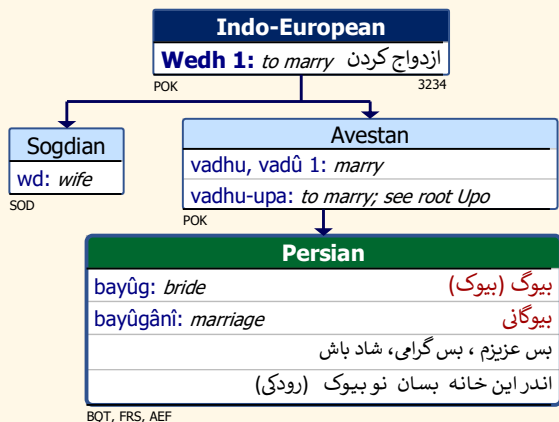 Indo-European
Wedh 1: to marry ازدواج کردن
POK 3234
Sogdian
wd: wife
SOD
Avestan
vadhu, vadû 1: marry
vadhu-upa: to marry; see root Upo
POK
Persian
bayûg: bride بیوگ (بیوک)
bayûgânî: marriage بیوگانی
بس عزیزم ، بس گرامی، شاد باش
اندر این خانه بسان نو بیوک (رودکی)
BQT, FRS, AEF